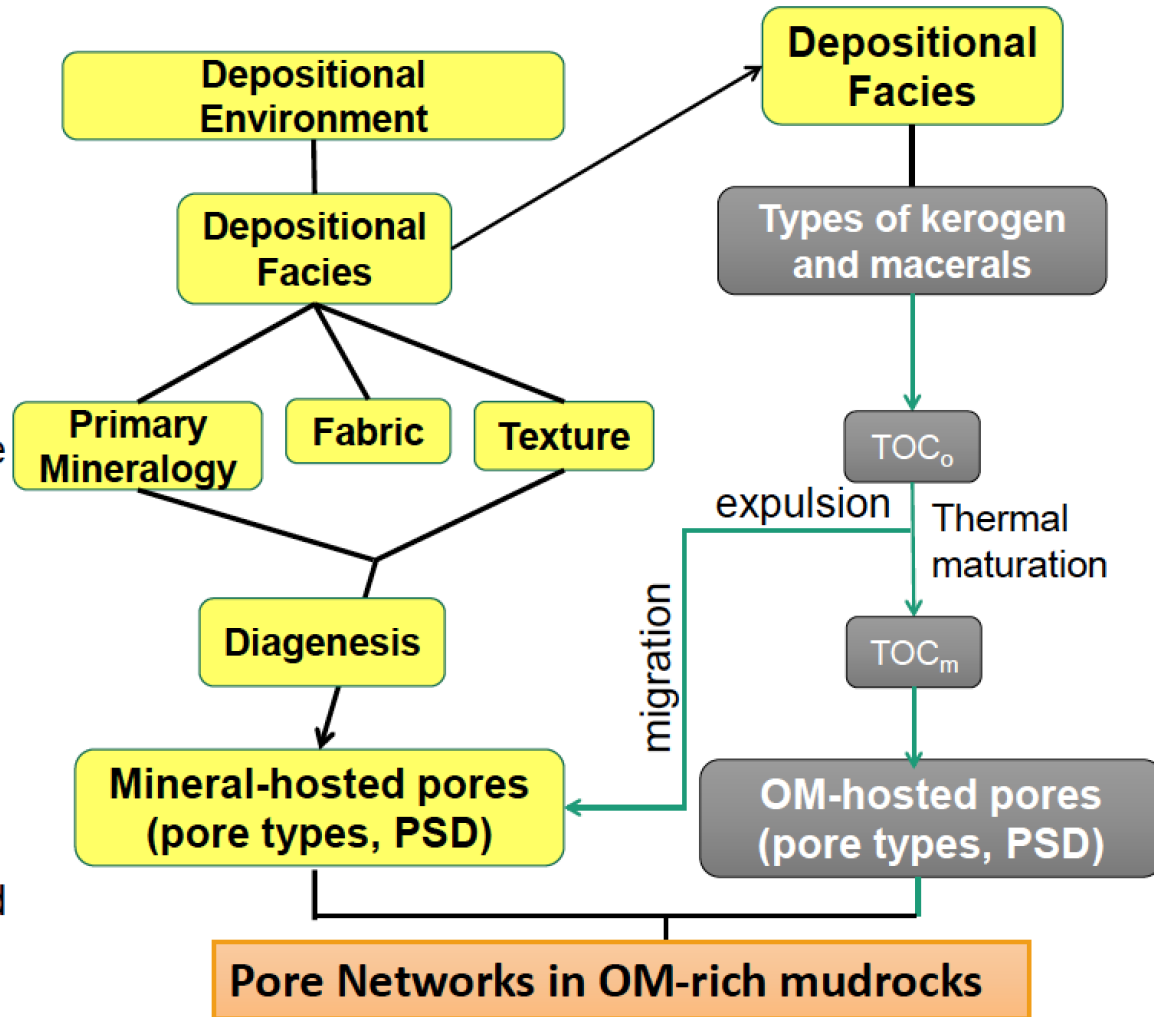 Depositional
Environment
Depositional
Facies
Depositional
Facies
Types of kerogen
and macerals
e
Primary
Mineralogy
Fabric
Texture
TOCₒ
expulsion
Thermal
maturation
migration
Diagenesis
TOCₘ
Mineral-hosted pores
(pore types, PSD)
OM-hosted pores
(pore types, PSD)
d
Pore Networks in OM-rich mudrocks